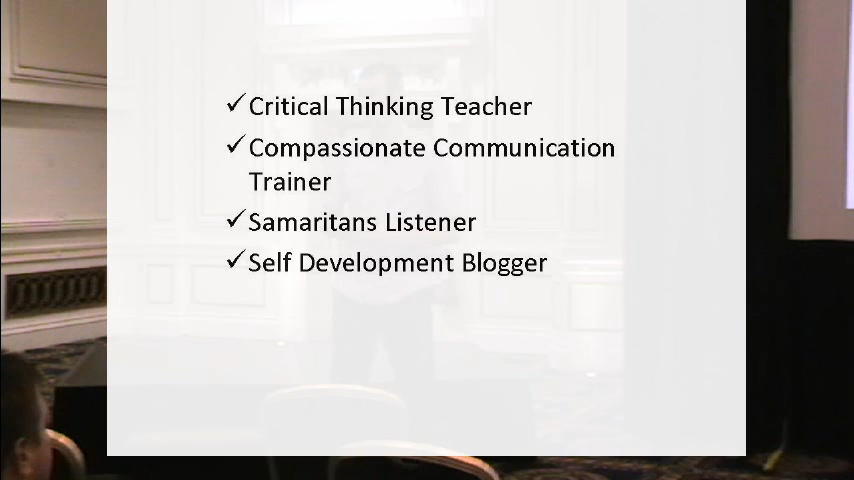 ✓ Critical Thinking Teacher
✓ Compassionate Communication
Trainer
✓ Samaritans Listener
✓ Self Development Blogger